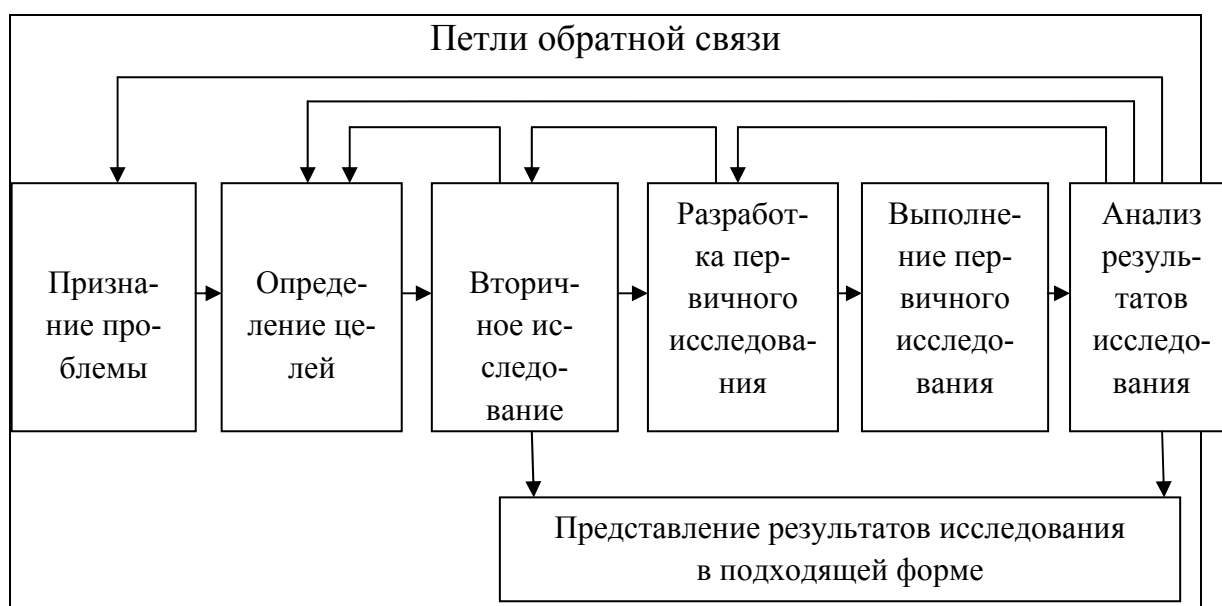 Петли обратной связи
Призна-
ние про-
блемы
Опреде-
ление це-
лей
Вторич-
ное ис-
следо-
вание
Разработ-
ка пер-
вичного
исследова-
ния
Выполне-
ние пер-
вичного
исследо-
вания
Анализ
резуль-
татов
исследо-
вания
Представление результатов исследования
в подходящей форме